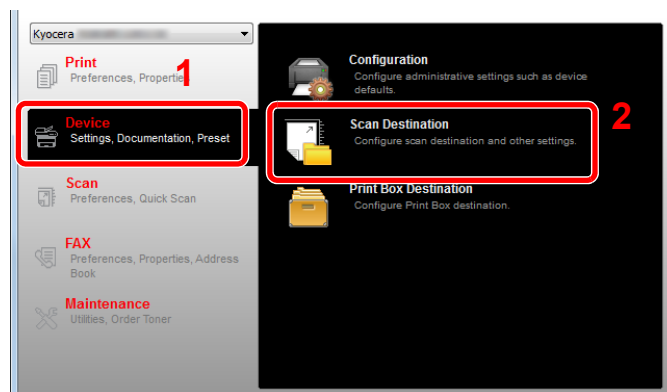 Kyocera
Print
Preferences, Properties
1
Device
Settings, Documentation, Preset
Scan
Preferences, Quick Scan
FAX
Preferences, Properties, Address
Book
Maintenance
Utilities, Order Toner
Configuration
Configure administrative settings such as device
defaults.
Scan Destination
Configure scan destination and other settings.
2
Print Box Destination
Configure Print Box destination.